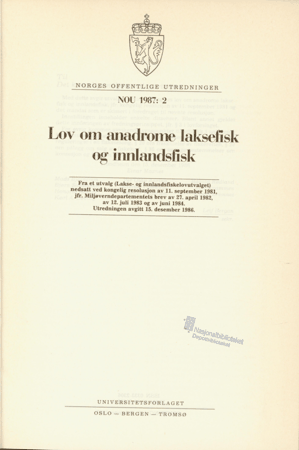 NORGES OFFENTLIGE UTREDNINGER
NOU 1987: 2
Lov om anadrome laksefisk
og innlandsfisk
Fra et utvalg (Lakse- og innlandsfiskelovutvalget)
nedsatt ved kongelig resolusjon av 11. september 1981,
jfr. Miljøverndepartementets brev av 27. april 1982,
av 12. juli 1983 og av juni 1984.
Utredningen avgitt 15. desember 1986.
Nasjonalbiblioteket
Depotbiblioteket
UNIVERSITETSFORLAGET
OSLO — BERGEN — TROMSØ